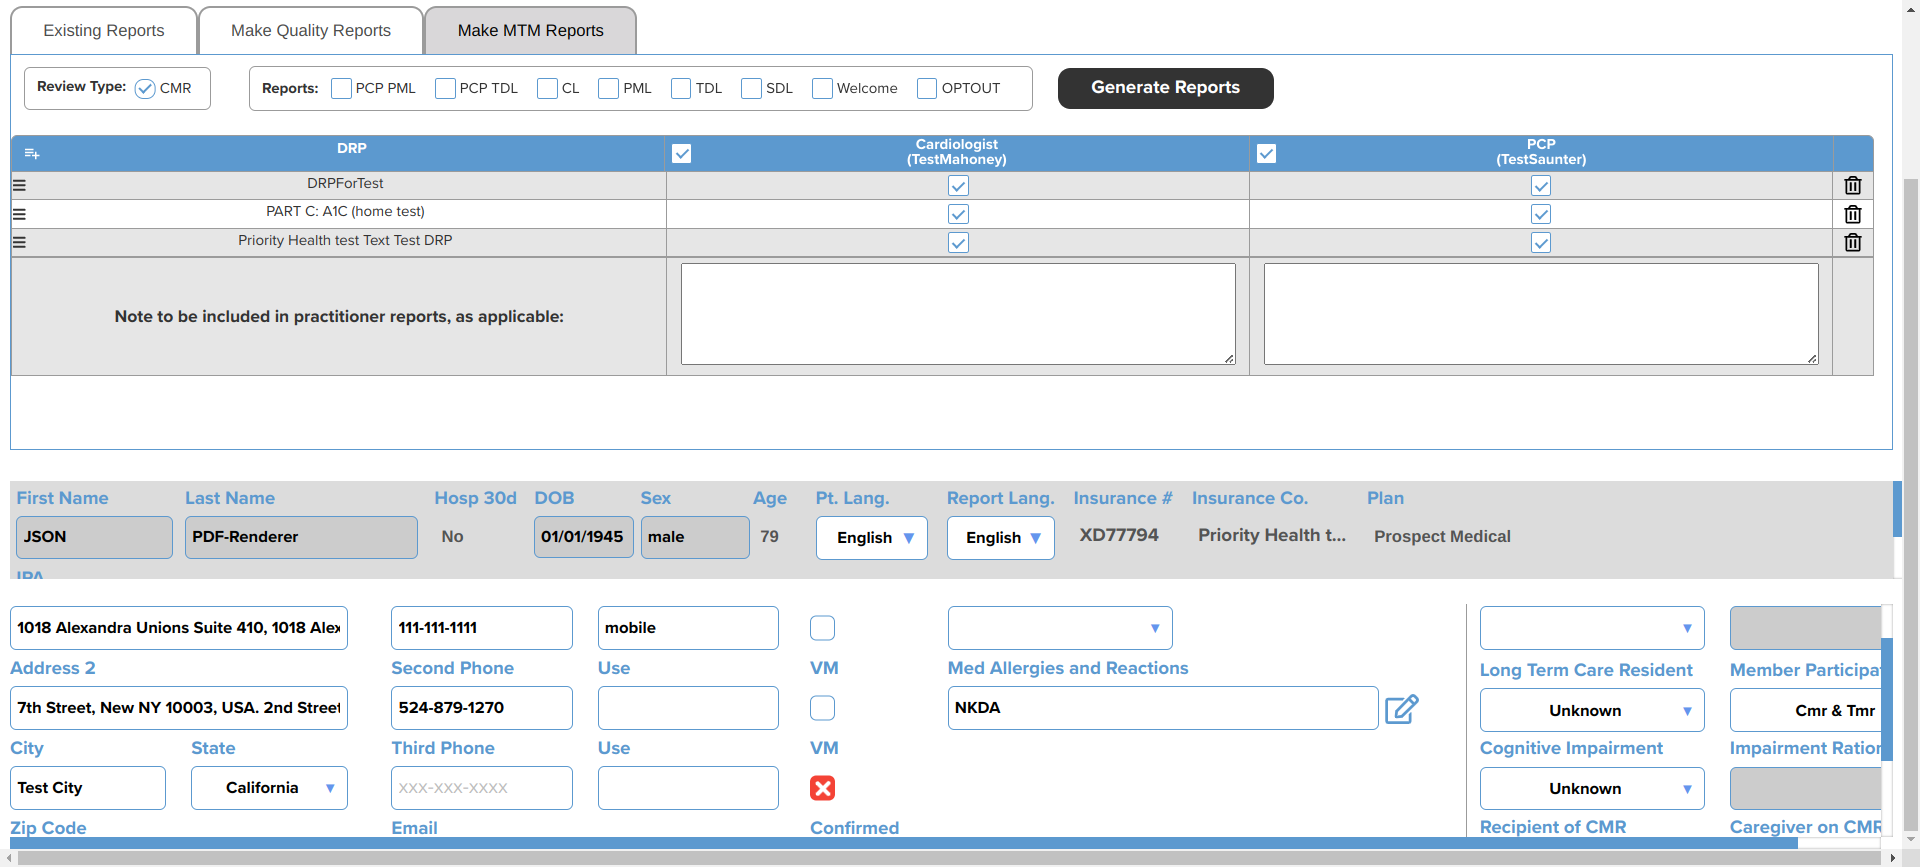 Existing Reports
Make Quality Reports
Make MTM Reports
Review Type: CMR
Reports: PCP PML PCP TDL CL PML TDL SDL Welcome OPTOUT
Generate Reports
DRP
Cardiologist
(TestMahoney)
PCP
(TestSaunter)
DRPForTest
PART C: A1C (home test)
Priority Health test Text Test DRP
Note to be included in practitioner reports, as applicable:
First Name Last Name Hosp 30d DOB Sex Age Pt. Lang. Report Lang. Insurance # Insurance Co. Plan
JSON PDF-Renderer No 01/01/1945 male 79 English English XD77794 Priority Health t... Prospect Medical
IPA
1018 Alexandra Unions Suite 410, 1018 Alex 111-111-1111 mobile
Address 2 Second Phone Use VM Med Allergies and Reactions Long Term Care Resident Member Participa
7th Street, New NY 10003, USA. 2nd Street 524-879-1270 NKDA Unknown Cmr & Tmr
City State Third Phone Use VM Cognitive Impairment Impairment Ration
Test City California XXX-XXX-XXXX Unknown
Zip Code Email Confirmed Recipient of CMR Caregiver on CMR